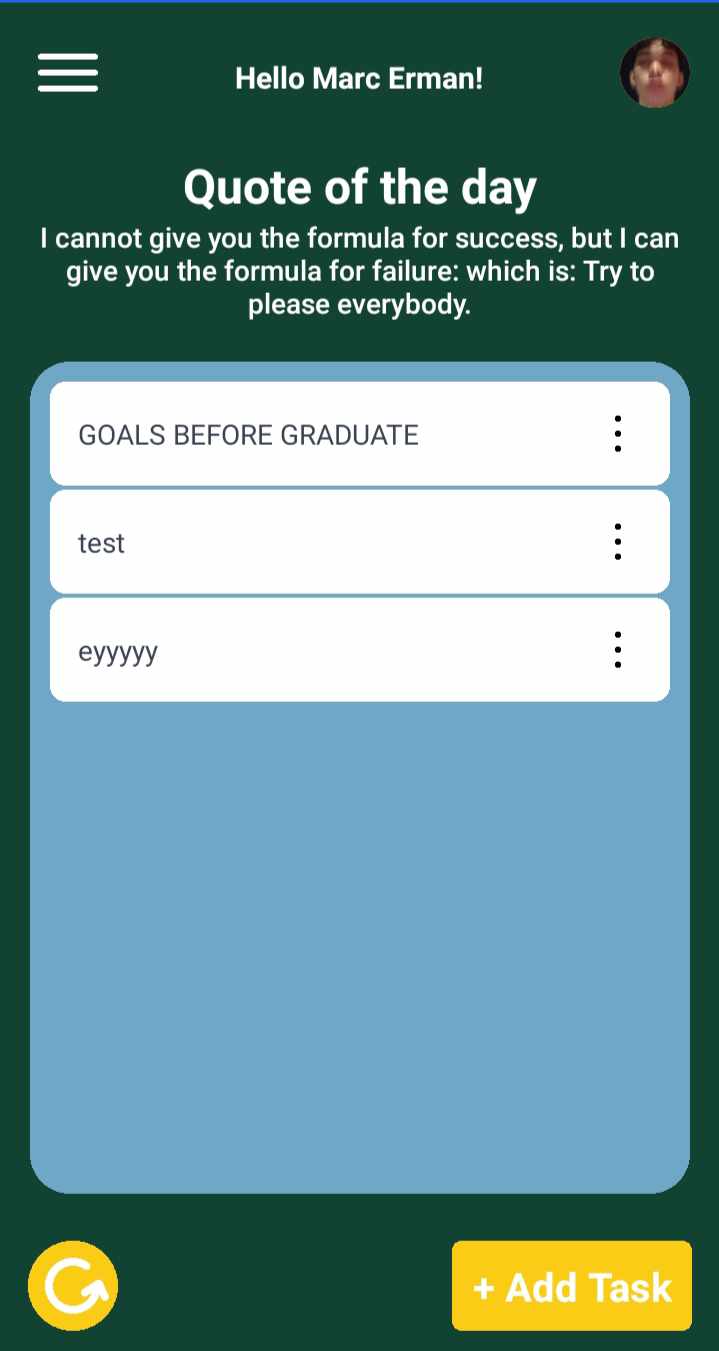 Hello Marc Erman!
Quote of the day
I cannot give you the formula for success, but I can
give you the formula for failure: which is: Try to
please everybody.
GOALS BEFORE GRADUATE
test
eyyyyy
+ Add Task